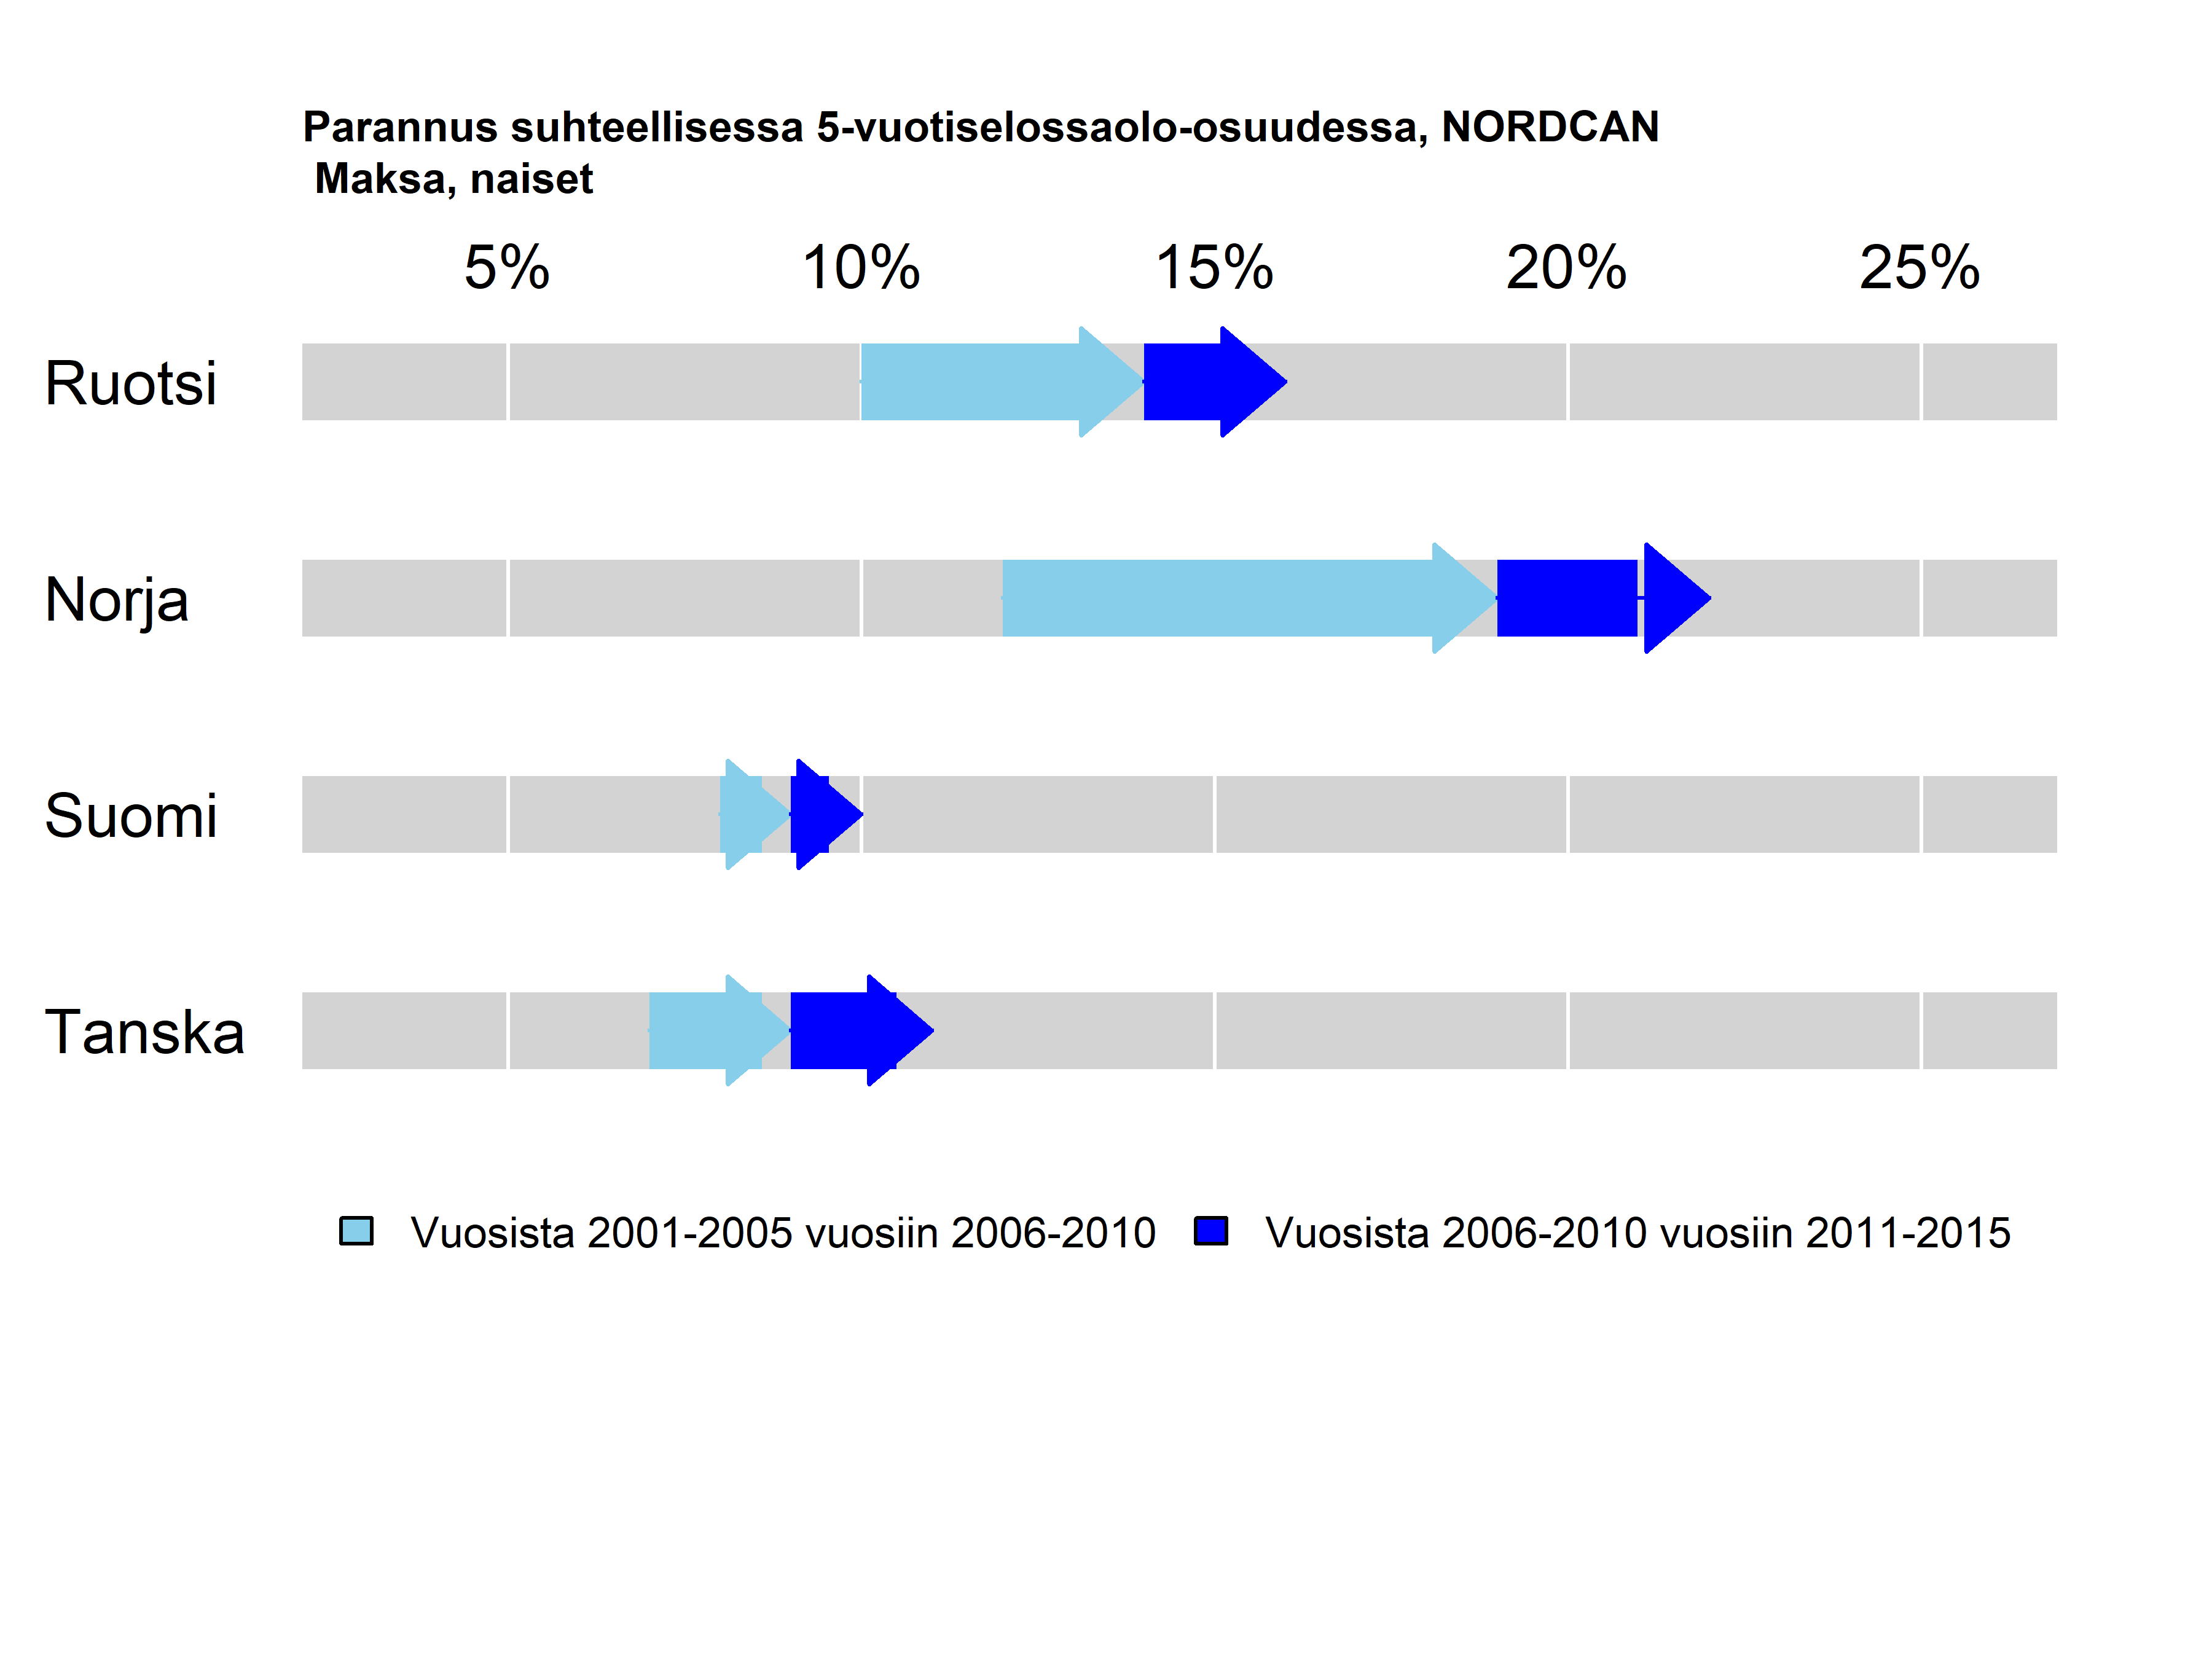 Parannus suhteellisessa 5-vuotiselossaolo-osuudessa, NORDCAN
Maksa, naiset
5% 10% 15% 20% 25%
Ruotsi
Norja
Suomi
Tanska
Vuosista 2001-2005 vuosiin 2006-2010 Vuosista 2006-2010 vuosiin 2011-2015